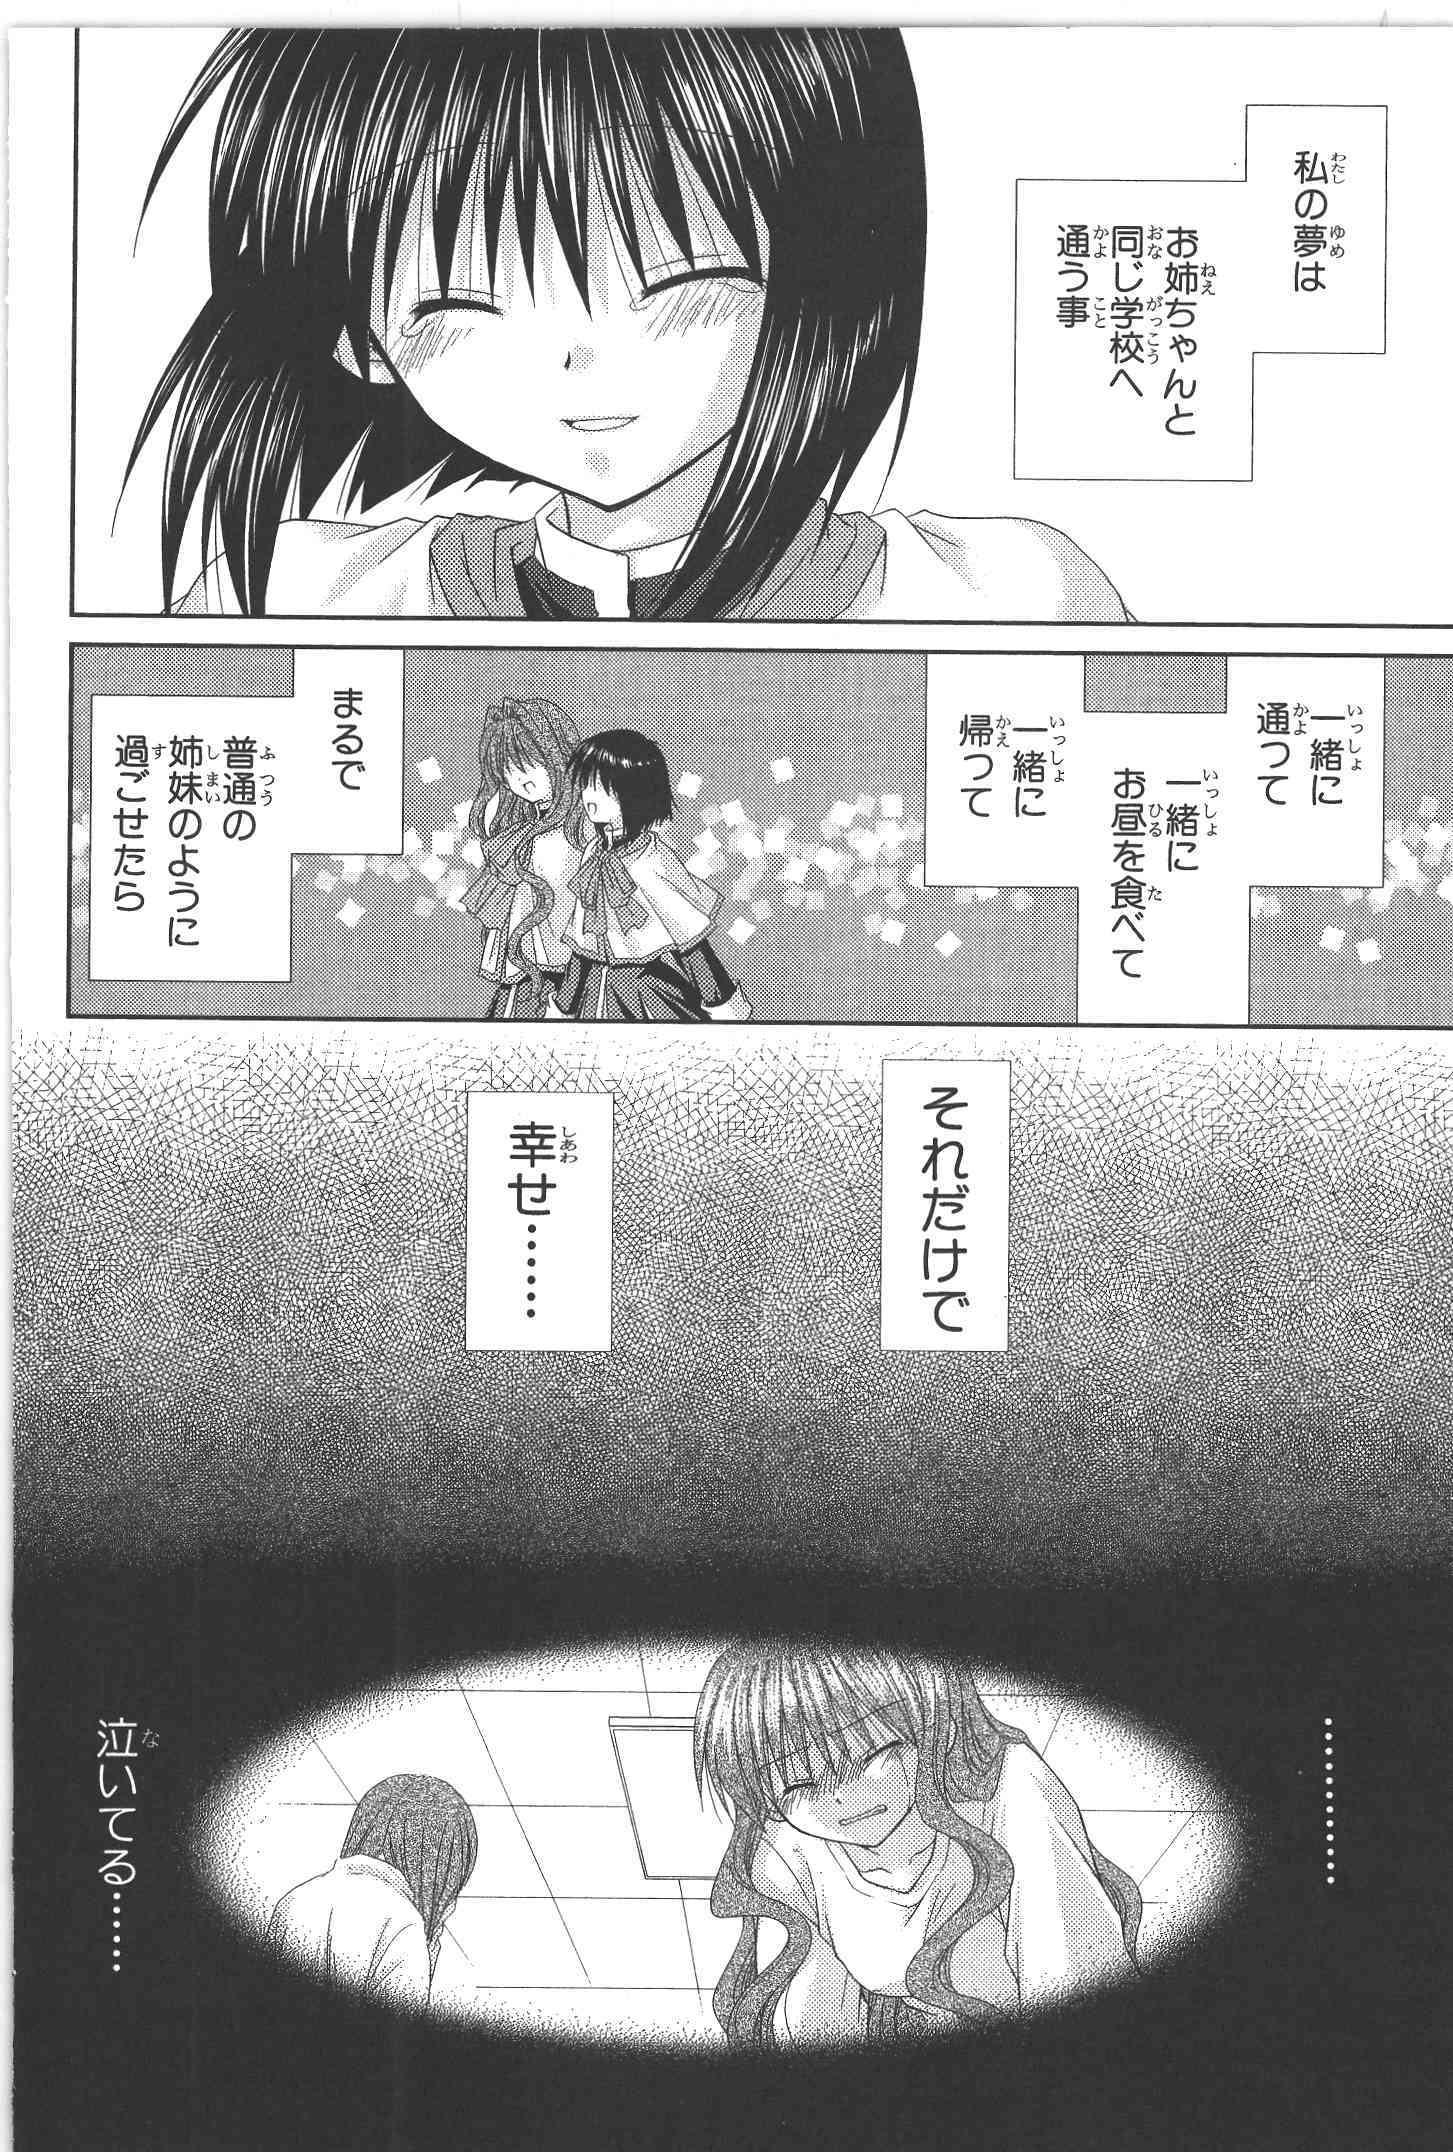 私の夢は
お姉ちゃんと
同じ学校へ
通う事
一緒に
通って
一緒に
お昼を食べて
一緒に
帰って
まるで
普通の
姉妹のように
過ごせたら
それだけで
幸せ……
…………
泣いてる……